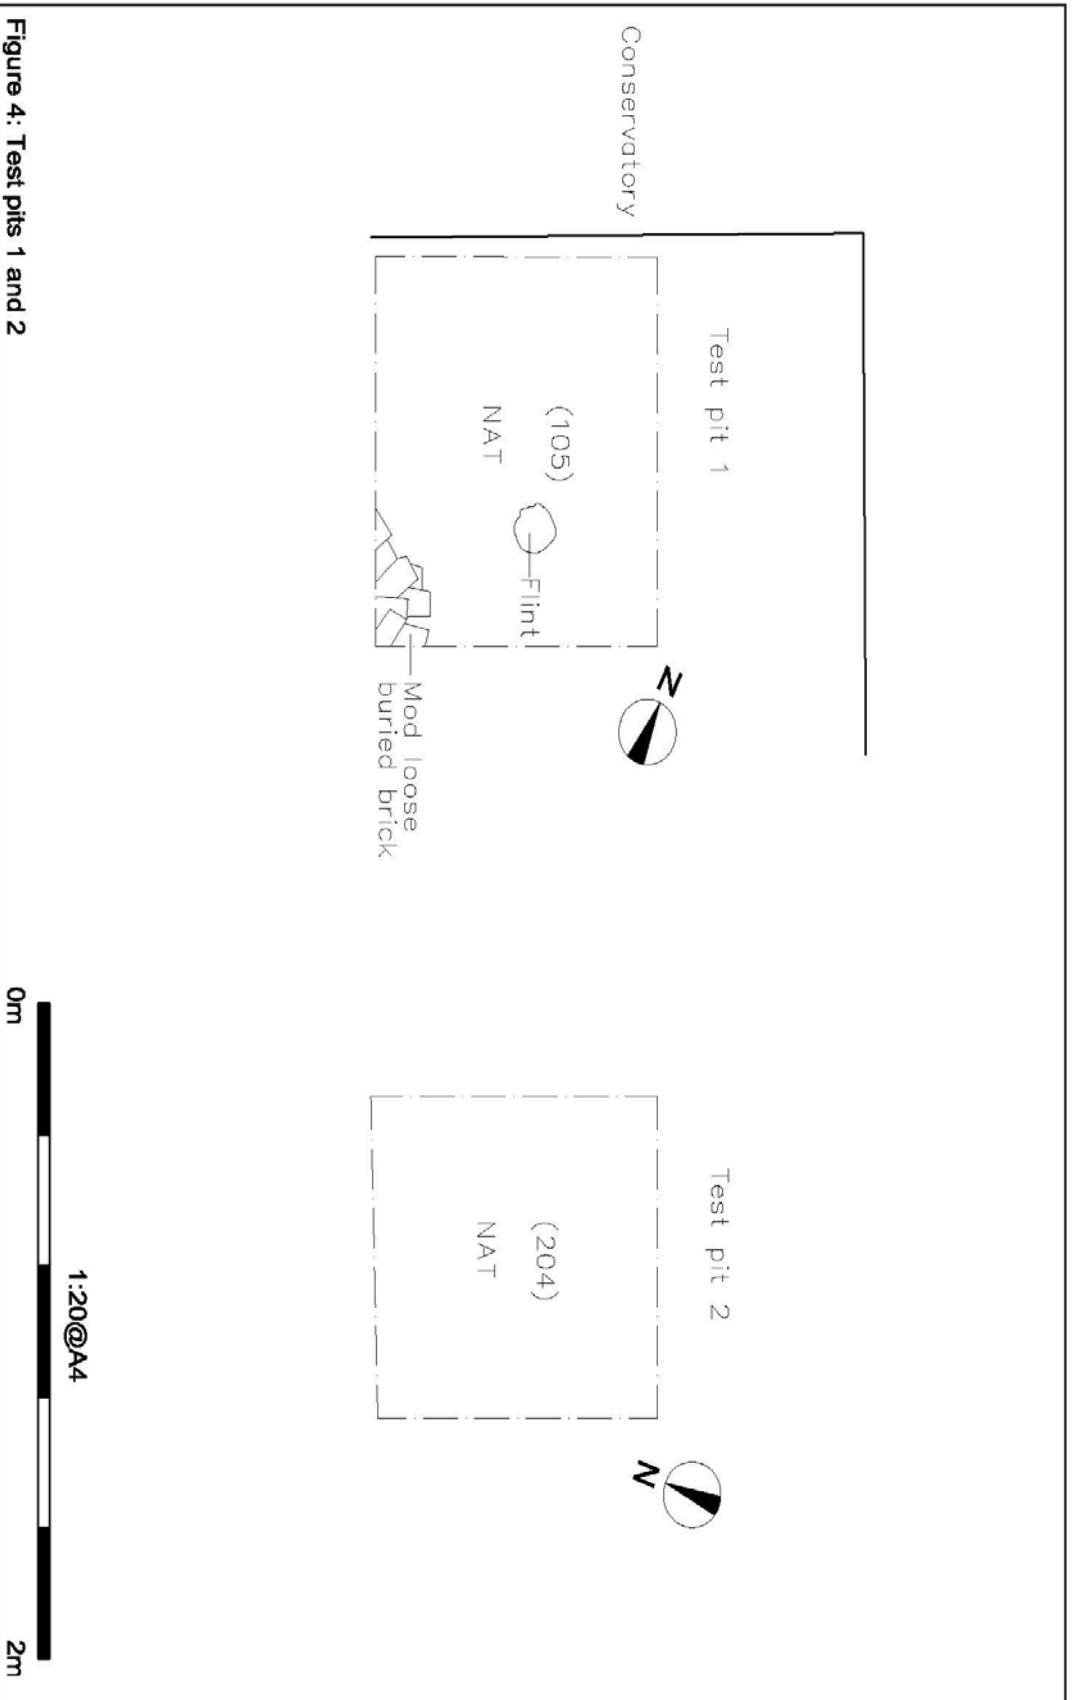 Test pit 1
Conservatory
(105)
NAT
Flint
N
Mod loose
buried brick
Test pit 2
(204)
NAT
N
1:20@A4
0m
2m
Figure 4: Test pits 1 and 2